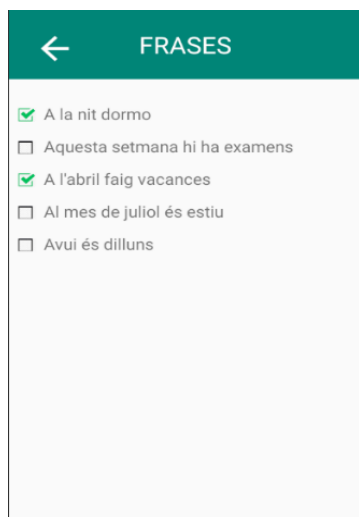 FRASES
A la nit dormo
Aquesta setmana hi ha examens
A l'abril faig vacances
Al mes de juliol és estiu
Avui és dilluns